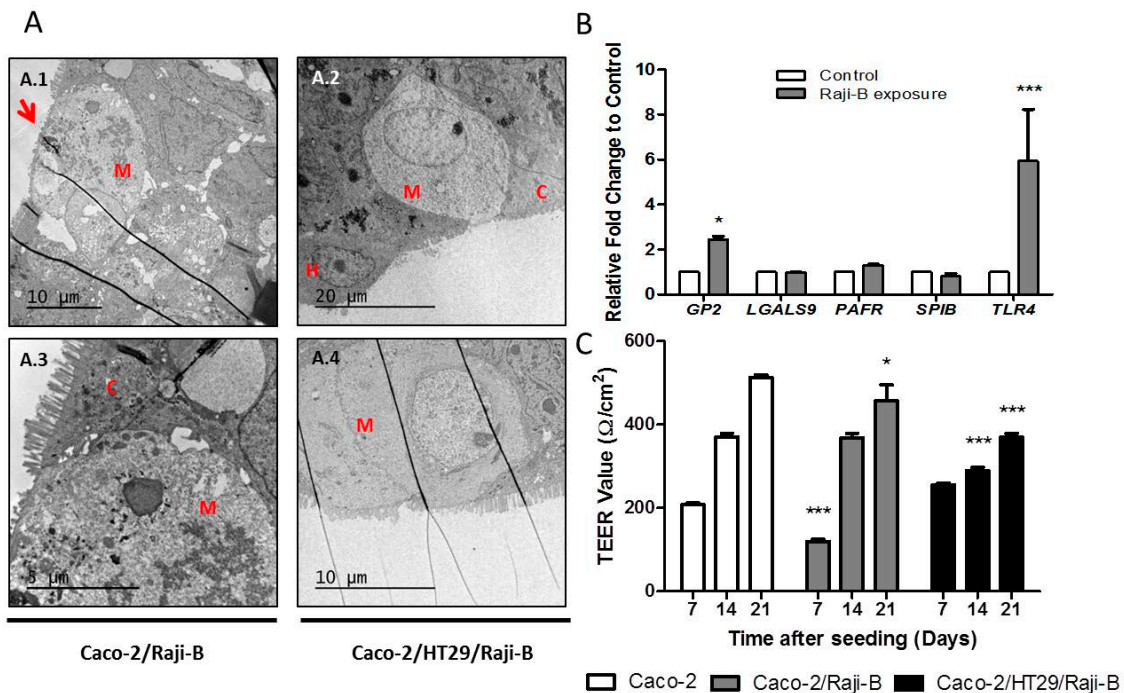 A
A.1
M
10 µm
A.2
M
C
H
20 µm
A.3
C
M
5 µm
A.4
M
10 µm
Caco-2/Raji-B
Caco-2/HT29/Raji-B
B
Relative Fold Change to Control
10
8
6
4
2
0
Control
Raji-B exposure
*
***
GP2 LGALS9 PAFR SPIB TLR4
C
TEER Value (Ω/cm²)
600
400
200
0
***
*
***
***
7 14 21 7 14 21 7 14 21
Time after seeding (Days)
Caco-2 Caco-2/Raji-B Caco-2/HT29/Raji-B